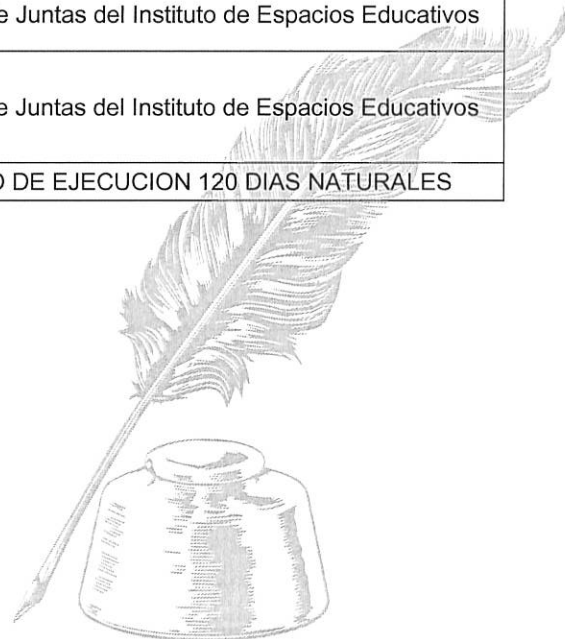 e Juntas del Instituto de Espacios Educativos
e Juntas del Instituto de Espacios Educativos
O DE EJECUCION 120 DIAS NATURALES